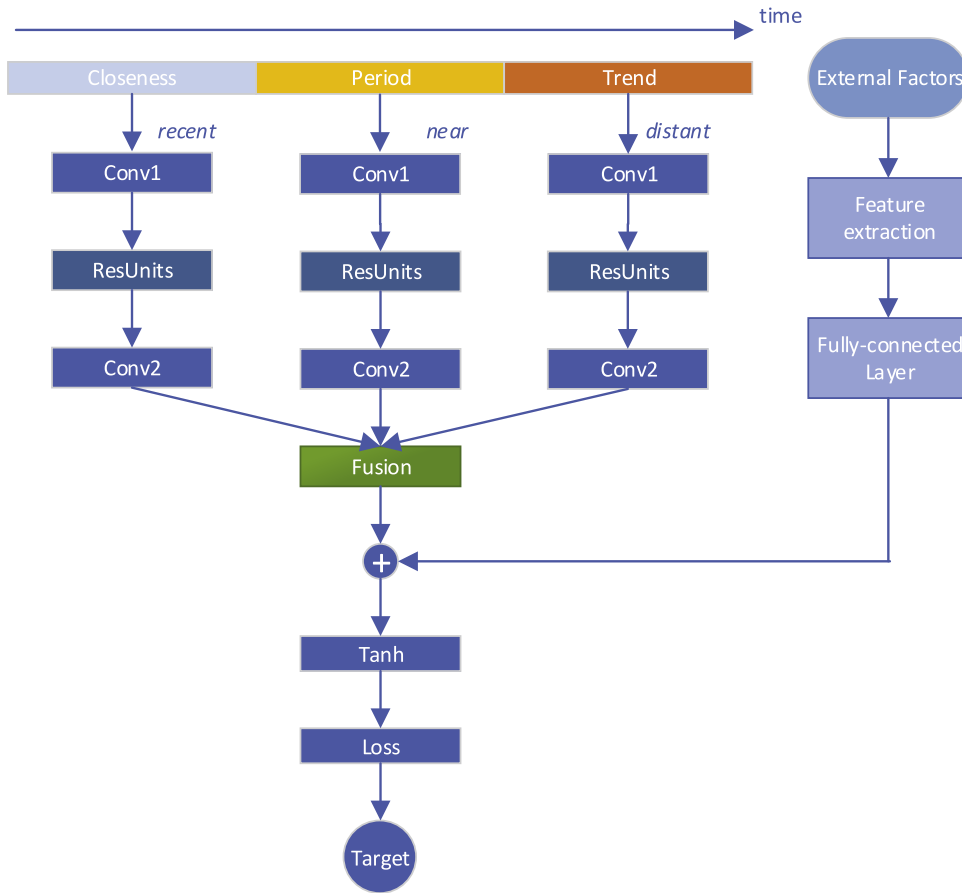 time
Closeness
Period
Trend
External Factors
recent
near
distant
Conv1
Conv1
Conv1
Feature
extraction
ResUnits
ResUnits
ResUnits
Fully-connected
Layer
Conv2
Conv2
Conv2
Fusion
+
Tanh
Loss
Target